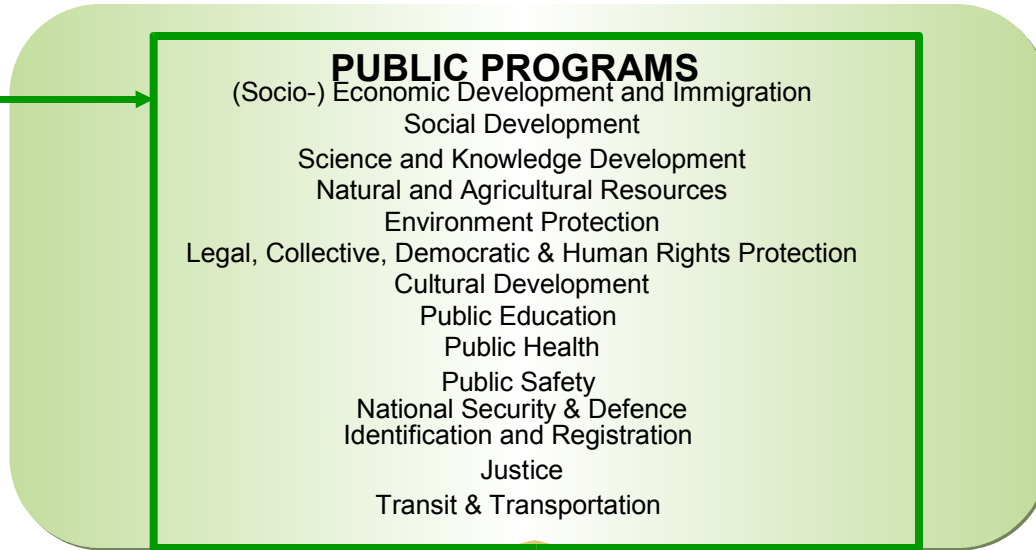 PUBLIC PROGRAMS
(Socio-) Economic Development and Immigration
Social Development
Science and Knowledge Development
Natural and Agricultural Resources
Environment Protection
Legal, Collective, Democratic & Human Rights Protection
Cultural Development
Public Education
Public Health
Public Safety
National Security & Defence
Identification and Registration
Justice
Transit & Transportation